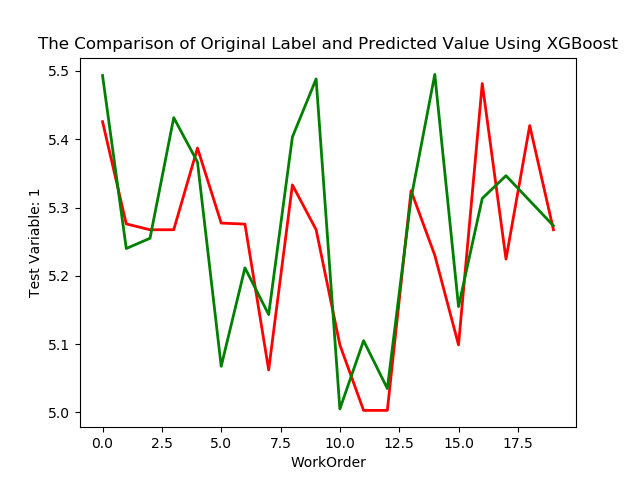 The Comparison of Original Label and Predicted Value Using XGBoost
5.5
5.4
5.3
5.2
5.1
5.0
Test Variable: 1
0.0 2.5 5.0 7.5 10.0 12.5 15.0 17.5
WorkOrder